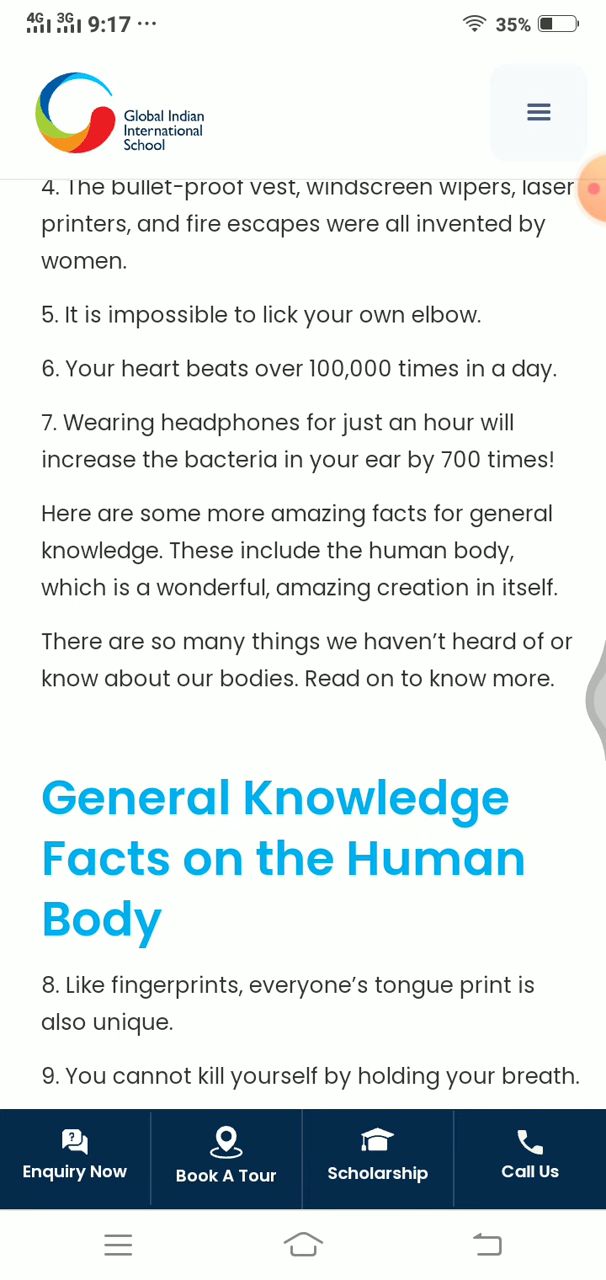 4G 3G 9:17 ...
35%
Global Indian
International
School
4. The bullet-proof vest, windscreen wipers, laser
printers, and fire escapes were all invented by
women.
5. It is impossible to lick your own elbow.
6. Your heart beats over 100,000 times in a day.
7. Wearing headphones for just an hour will
increase the bacteria in your ear by 700 times!
Here are some more amazing facts for general
knowledge. These include the human body,
which is a wonderful, amazing creation in itself.
There are so many things we haven’t heard of or
know about our bodies. Read on to know more.
General Knowledge
Facts on the Human
Body
8. Like fingerprints, everyone’s tongue print is
also unique.
9. You cannot kill yourself by holding your breath.
Enquiry Now
Book A Tour
Scholarship
Call Us